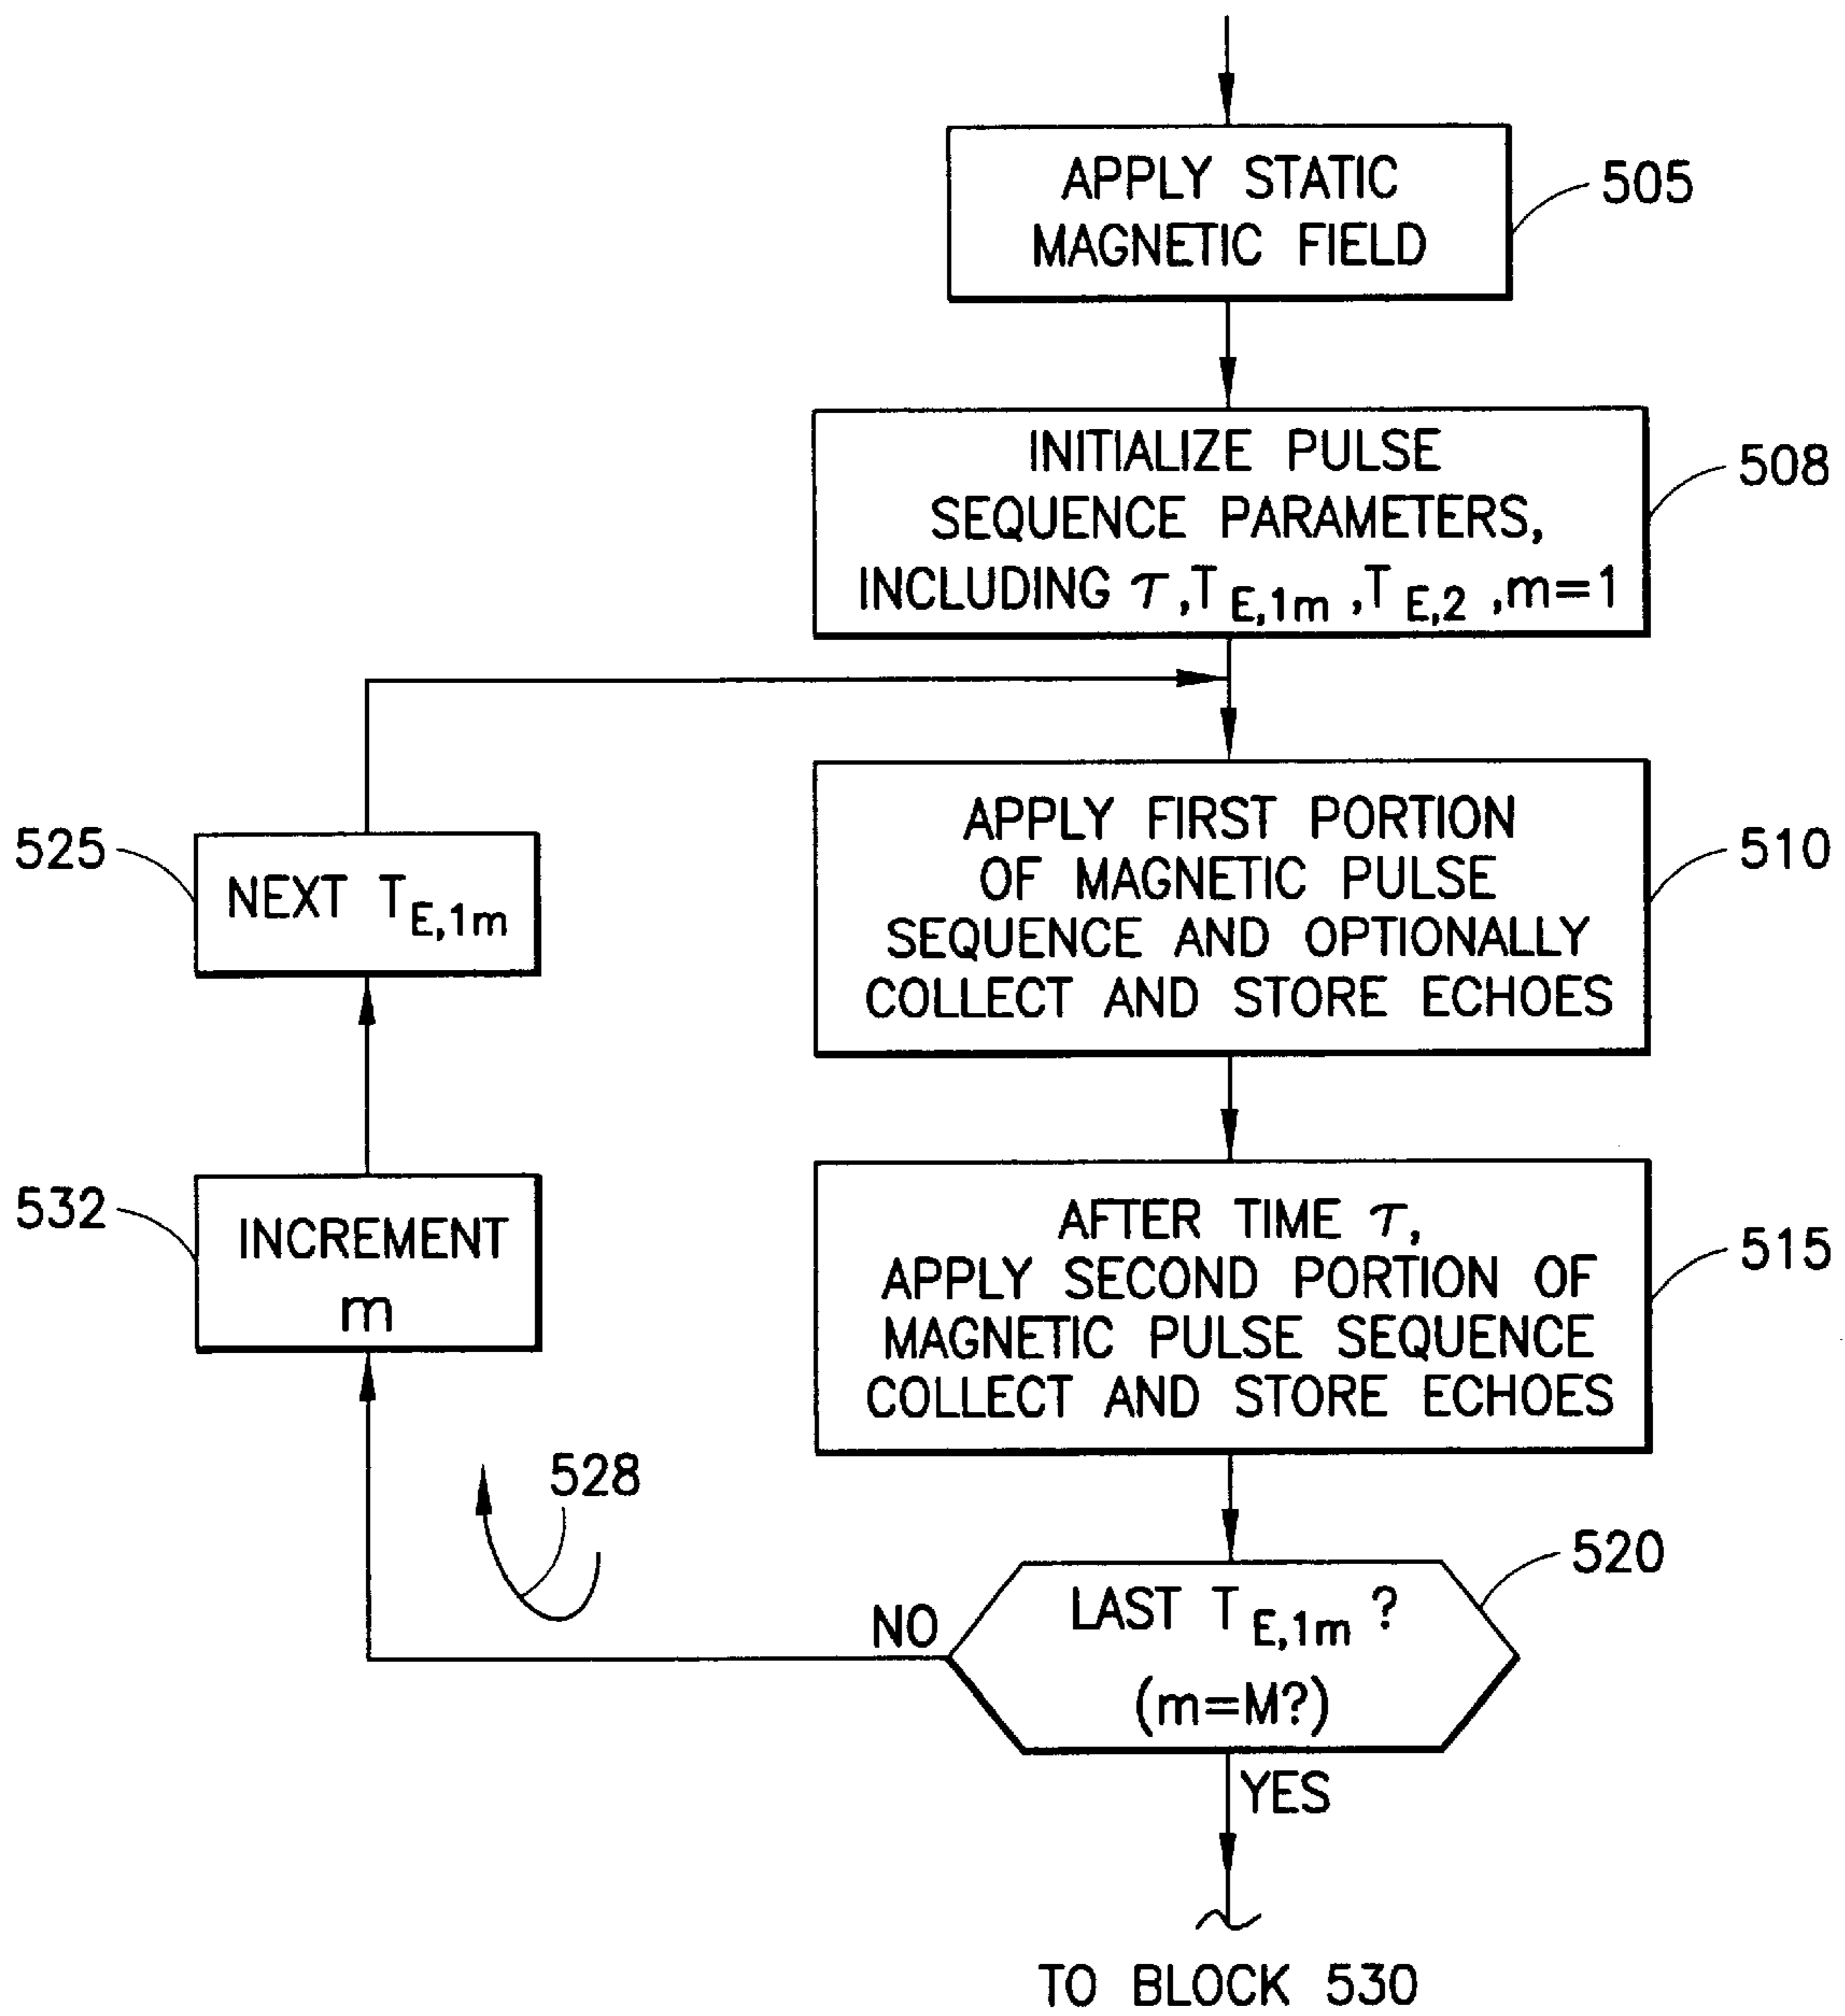 APPLY STATIC
MAGNETIC FIELD
505
INITIALIZE PULSE
SEQUENCE PARAMETERS,
INCLUDING τ, T E,1m , T E,2 , m=1
508
APPLY FIRST PORTION
OF MAGNETIC PULSE
SEQUENCE AND OPTIONALLY
COLLECT AND STORE ECHOES
510
525
NEXT T E,1m
AFTER TIME τ,
APPLY SECOND PORTION OF
MAGNETIC PULSE SEQUENCE
COLLECT AND STORE ECHOES
515
532
INCREMENT
m
528
LAST T E,1m ?
(m=M?)
520
NO
YES
TO BLOCK 530